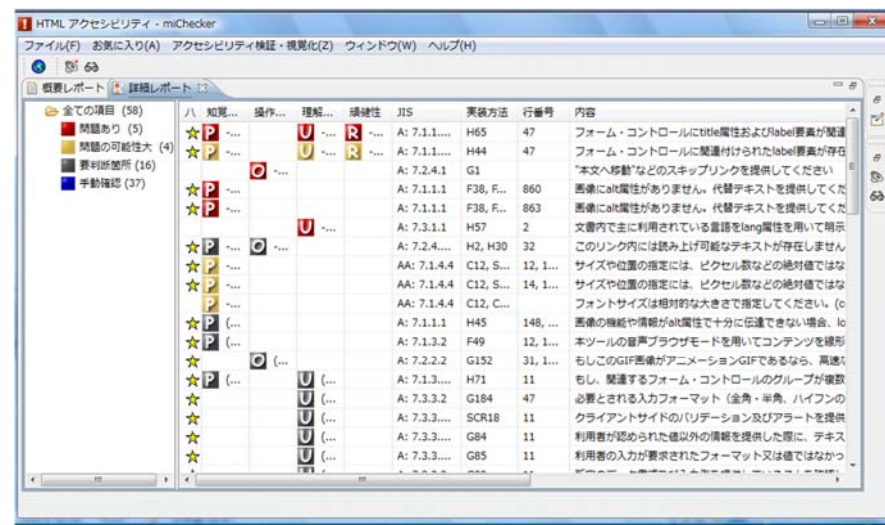 HTML アクセシビリティ - miChecker
ファイル(F) お気に入り(A) アクセシビリティ検証・視覚化(Z) ウィンドウ(W) ヘルプ(H)
概要レポート 詳細レポート
全ての項目 (58)
問題あり (5)
問題の可能性大 (4)
要判断箇所 (16)
手動確認 (37)
ハ 知覚... 操作... 理解... 頑健性 JIS 実装方法 行番号 内容
P -... U -... R -... A: 7.1.1.... H65 47 フォーム・コントロールにtitle属性およびlabel要素が関連
P -... U -... R -... A: 7.1.1.... H44 47 フォーム・コントロールに関連付けられたlabel要素が存在
O -... A: 7.2.4.1 G1 "本文へ移動"などのスキップリンクを提供してください
P -... A: 7.1.1.1 F38, F... 860 画像にalt属性がありません。代替テキストを提供してくだ
P -... A: 7.1.1.1 F38, F... 863 画像にalt属性がありません。代替テキストを提供してくだ
U -... A: 7.3.1.1 H57 2 文書内で主に利用されている言語をlang属性を用いて明示
P -... O -... A: 7.2.4.... H2, H30 32 このリンク内には読み上げ可能なテキストが存在しません
P -... AA: 7.1.4.4 C12, S... 12, 1... サイズや位置の指定には、ピクセル数などの絶対値ではな
P -... AA: 7.1.4.4 C12, S... 14, 1... サイズや位置の指定には、ピクセル数などの絶対値ではな
P -... AA: 7.1.4.4 C12, C... フォントサイズは相対的な大きさで指定してください。(c
P (... A: 7.1.1.1 H45 148, ... 画像の機能や情報がalt属性で十分に伝達できない場合、lo
P (... A: 7.1.3.2 F49 12, 1... 本ツールの音声ブラウザモードを用いてコンテンツを線形
O (... A: 7.2.2.2 G152 31, 1... もしこのGIF画像がアニメーションGIFであるなら、高速な
P (... U (... A: 7.1.3.... H71 11 もし、関連するフォーム・コントロールのグループが複数
U (... A: 7.3.3.2 G184 47 必要とされる入力フォーマット（全角・半角、ハイフンの
U (... A: 7.3.3.... SCR18 11 クライアントサイドのバリデーション及びアラートを提供
U (... A: 7.3.3.... G84 11 利用者が認められた値以外の情報を提供した際に、テキス
U (... A: 7.3.3.... G85 11 利用者の入力が要求されたフォーマット又は値ではなかっ